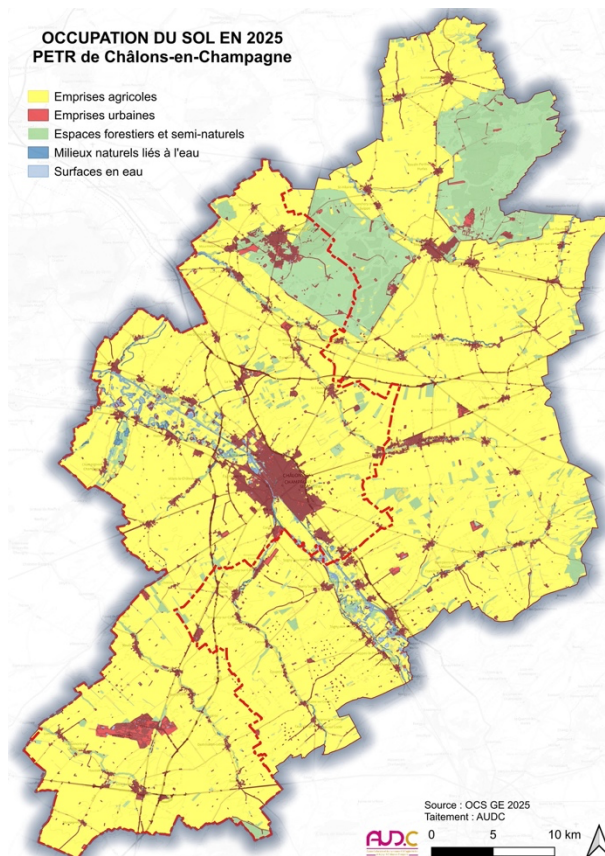 OCCUPATION DU SOL EN 2025
PETR de Châlons-en-Champagne
Emprises agricoles
Emprises urbaines
Espaces forestiers et semi-naturels
Milieux naturels liés à l'eau
Surfaces en eau
Source : OCS GE 2025
Taitement : AUDC
AUDC
0 5 10 km